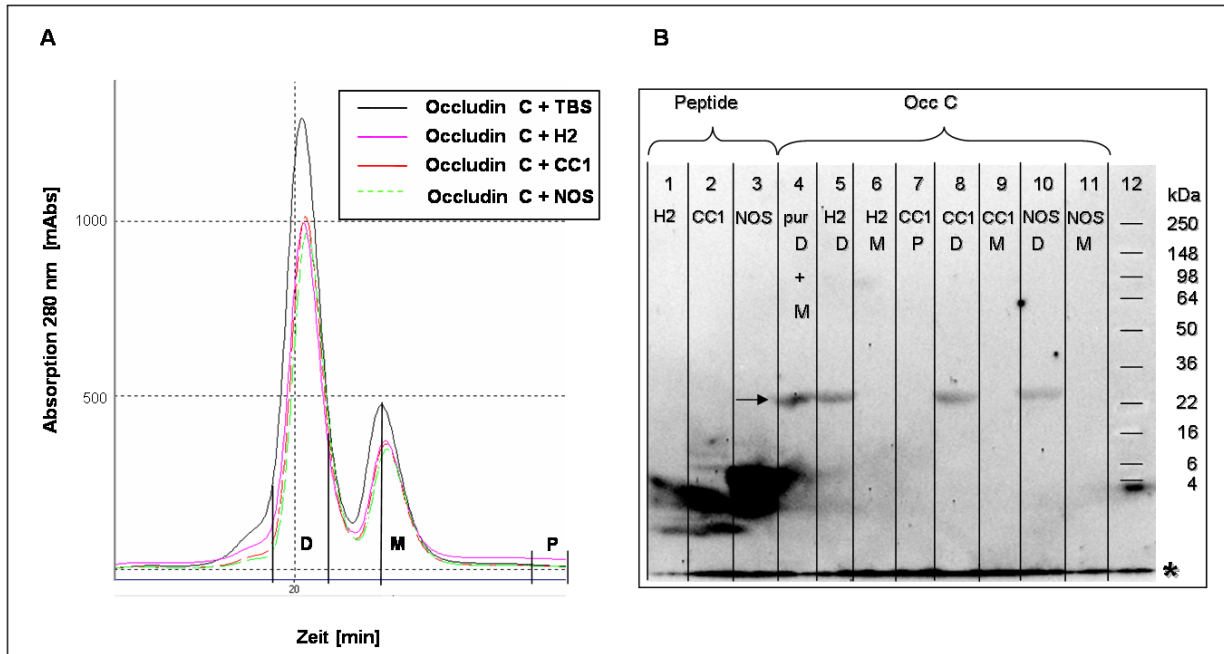 A
Occludin C + TBS
Occludin C + H2
Occludin C + CC1
Occludin C + NOS
Absorption 280 nm [mAbs]
1000
500
D
M
P
20
Zeit [min]
B
Peptide
Occ C
1 2 3 4 5 6 7 8 9 10 11 12
kDa
H2 CC1 NOS pur H2 H2 CC1 CC1 CC1 NOS NOS
D D M P D M D M
+
M
250
148
98
64
50
36
22
16
6
4
*